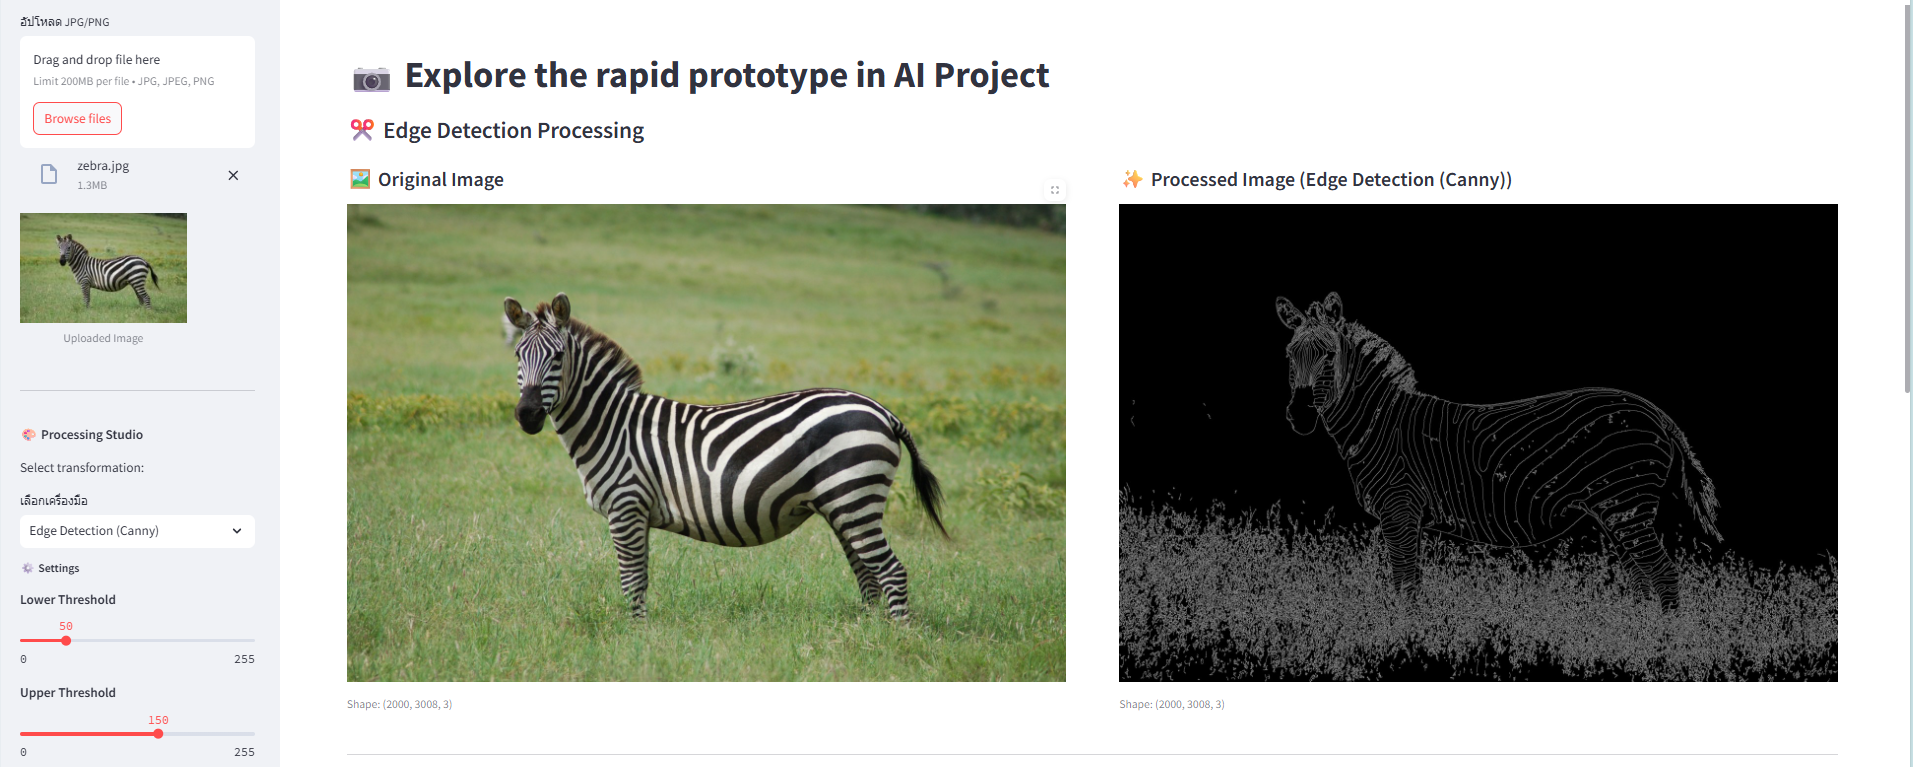 อัปโหลด JPG/PNG
Drag and drop file here
Limit 200MB per file • JPG, JPEG, PNG
Browse files
zebra.jpg
1.3MB
Uploaded Image
Processing Studio
Select transformation:
เลือกเครื่องมือ
Edge Detection (Canny)
Settings
Lower Threshold
50
0 255
Upper Threshold
150
0 255
Explore the rapid prototype in AI Project
Edge Detection Processing
Original Image
Shape: (2000, 3008, 3)
Processed Image (Edge Detection (Canny))
Shape: (2000, 3008, 3)